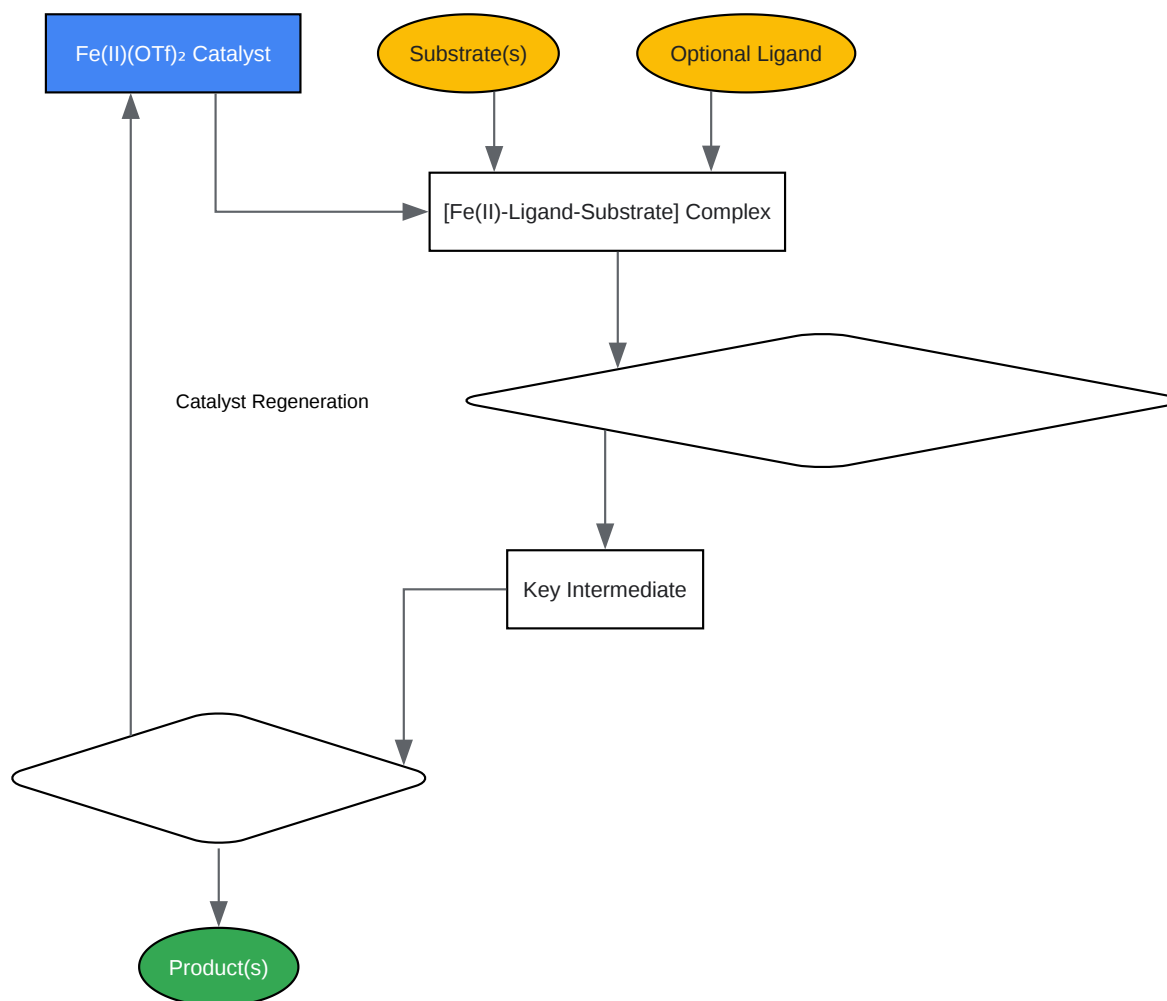 Fe(II)(OTf)₂ Catalyst
Substrate(s)
Optional Ligand
[Fe(II)-Ligand-Substrate] Complex
Catalyst Regeneration
Key Intermediate
Product(s)